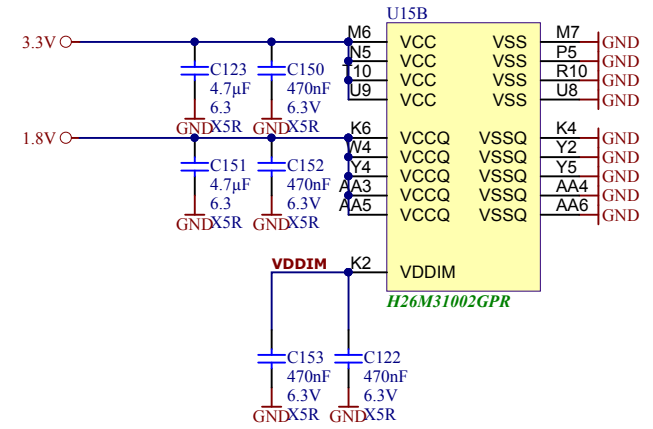 U15B
3.3V
M6 VCC VSS M7 GND
N5 VCC VSS P5 GND
T10 VCC VSS R10 GND
U9 VCC VSS U8 GND
C123 C150
4.7µF 470nF
6.3 6.3V
X5R X5R
GND GND
1.8V
K6 VCCQ VSSQ K4 GND
W4 VCCQ VSSQ Y2 GND
Y4 VCCQ VSSQ Y5 GND
AA3 VCCQ VSSQ AA4 GND
AA5 VCCQ VSSQ AA6 GND
C151 C152
4.7µF 470nF
6.3 6.3V
X5R X5R
GND GND
VDDIM K2 VDDIM
H26M31002GPR
C153 C122
470nF 470nF
6.3V 6.3V
X5R X5R
GND GND